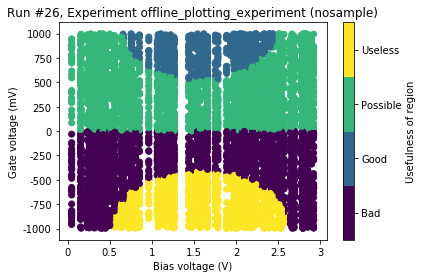 Run #26, Experiment offline_plotting_experiment (nosample)
1000
750
500
250
0
-250
-500
-750
-1000
Gate voltage (mV)
0
0.5
1
1.5
2
2.5
3
Bias voltage (V)
Useless
Possible
Good
Bad
Usefulness of region